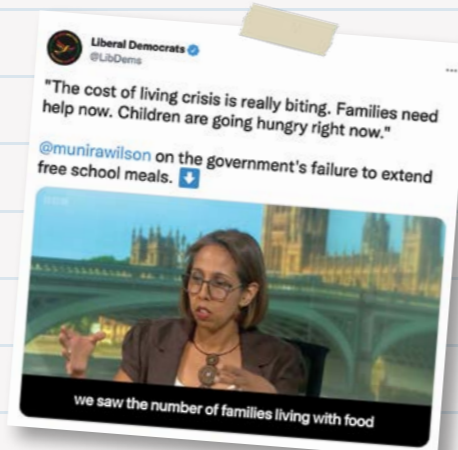 Liberal Democrats
@LibDems
"The cost of living crisis is really biting. Families need
help now. Children are going hungry right now."
@munirawilson on the government's failure to extend
free school meals.
we saw the number of families living with food